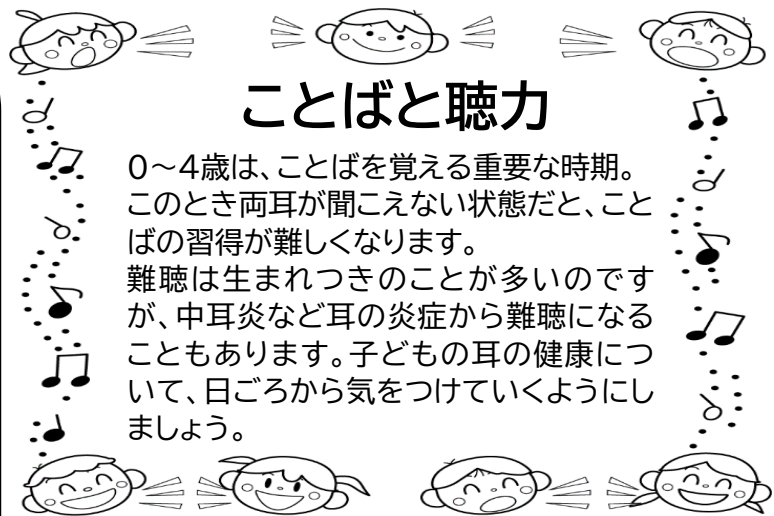 ことばと聴力
0～4歳は、ことばを覚える重要な時期。
このとき両耳が聞こえない状態だと、こと
ばの習得が難しくなります。
難聴は生まれつきのことが多いのです
が、中耳炎など耳の炎症から難聴になる
こともあります。子どもの耳の健康につ
いて、日ごろから気をつけていくようにし
ましょう。